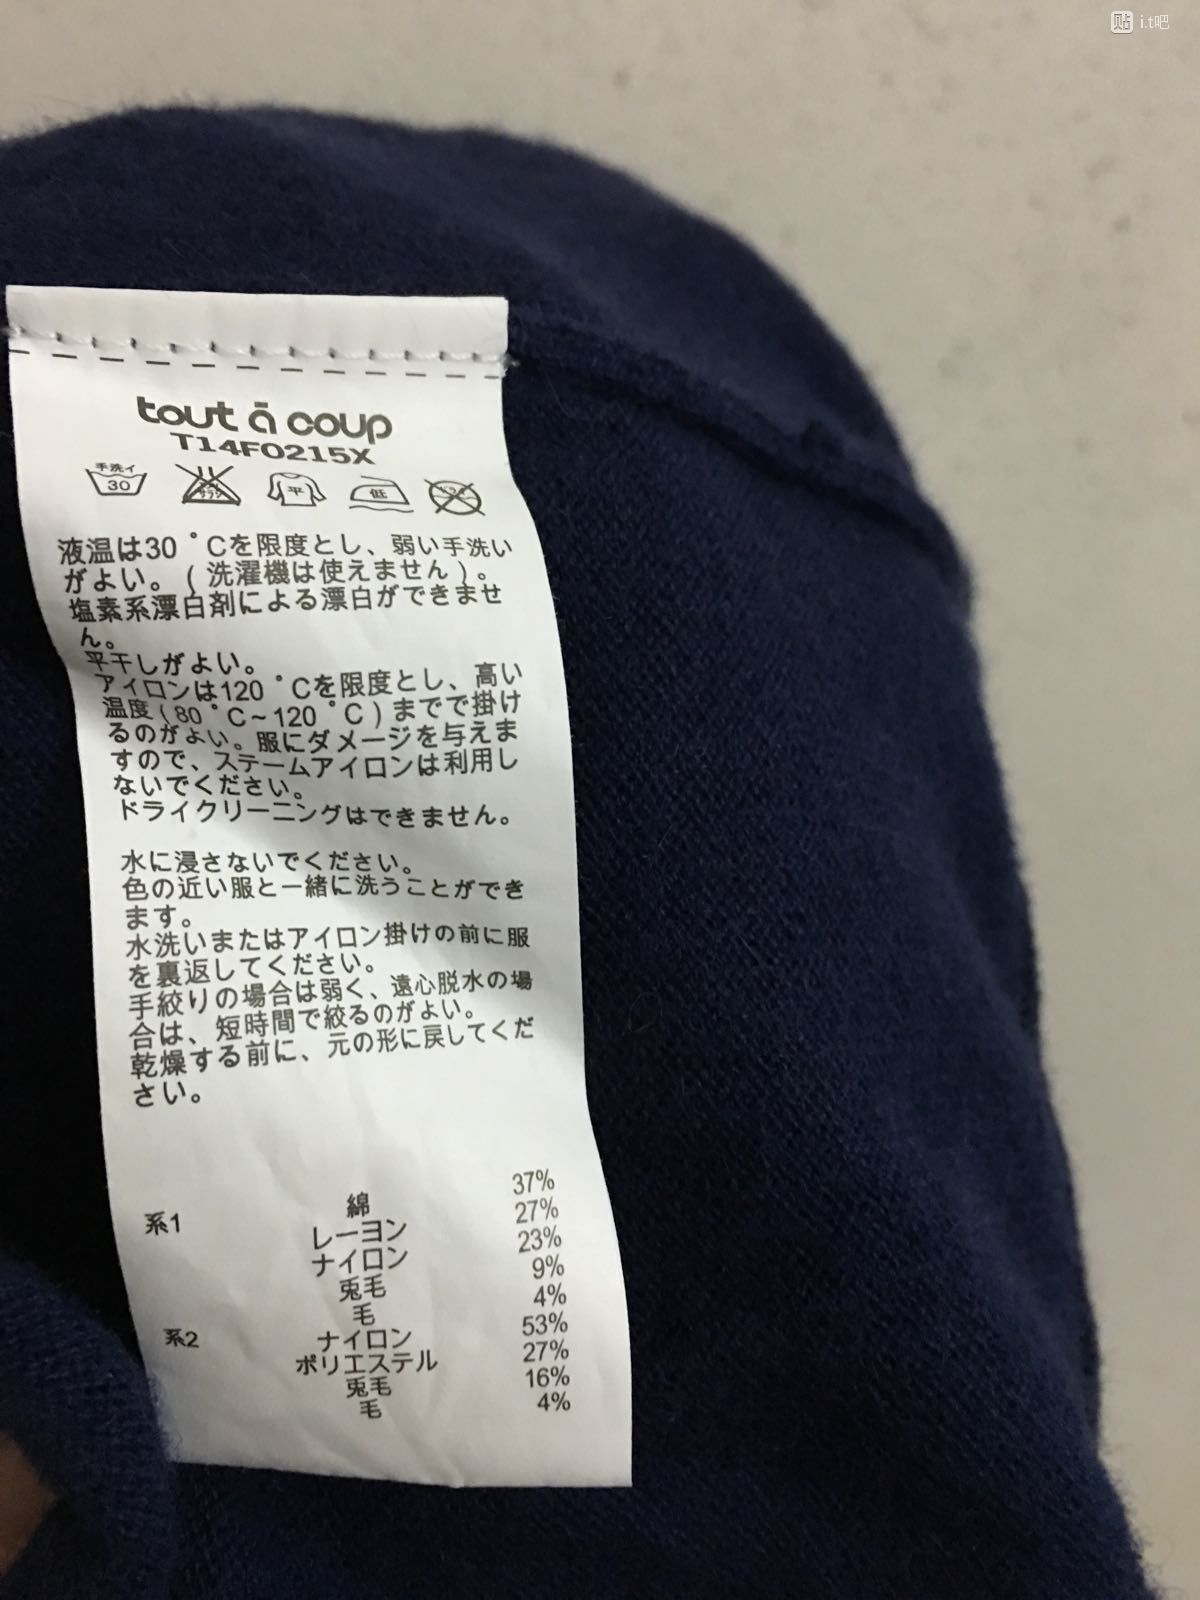 貼 i.t吧
tout à coup
T14F0215X
手洗イ
30
平
低
液温は30゜Cを限度とし、弱い手洗い
がよい。(洗濯機は使えません)。
塩素系漂白剤による漂白ができませ
ん。
平干しがよい。
アイロンは120゜Cを限度とし、高い
温度(80゜C~120゜C)までで掛け
るのがよい。服にダメージを与えま
すので、スチームアイロンは利用し
ないでください。
ドライクリーニングはできません。
水に浸さないでください。
色の近い服と一緒に洗うことができ
ます。
水洗いまたはアイロン掛けの前に服
を裏返してください。
手絞りの場合は弱く、遠心脱水の場
合は、短時間で絞るのがよい。
乾燥する前に、元の形に戻してくだ
さい。
系1 綿 37%
レーヨン 27%
ナイロン 23%
兎毛 9%
毛 4%
系2 ナイロン 53%
ポリエステル 27%
兎毛 16%
毛 4%